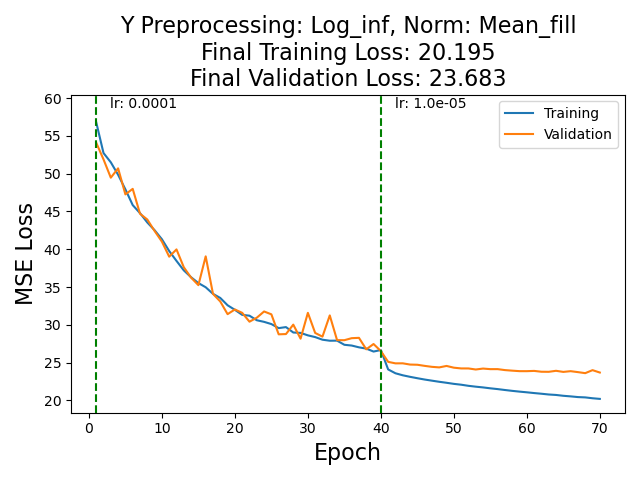 Y Preprocessing: Log_inf, Norm: Mean_fill
Final Training Loss: 20.195
Final Validation Loss: 23.683
lr: 0.0001
lr: 1.0e-05
Training
Validation
MSE Loss
60
55
50
45
40
35
30
25
20
0 10 20 30 40 50 60 70
Epoch